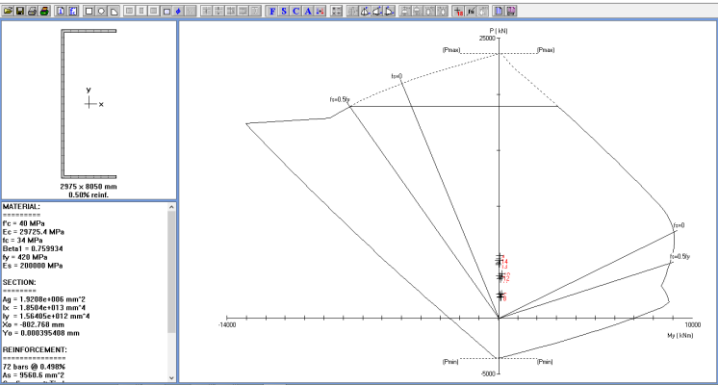 F S C A
y
x
2975 x 8050 mm
0.50% reinf.
MATERIAL:
=========
f'c = 40 MPa
Ec = 29725.4 MPa
fc = 34 MPa
Beta1 = 0.759934
fy = 420 MPa
Es = 200000 MPa
SECTION:
========
Ag = 1.9208e+006 mm^2
Ix = 1.8504e+013 mm^4
Iy = 1.56405e+012 mm^4
Xo = -802.768 mm
Yo = 0.000395408 mm
REINFORCEMENT:
==============
72 bars @ 0.498%
As = 9560.6 mm^2
P ( kN)
25000
(Pmax)
(Pmax)
fs=0
fs=0.5fy
fs=0
fs=0.5fy
-14000
10000
My ( kNm)
(Pmin)
(Pmin)
-5000